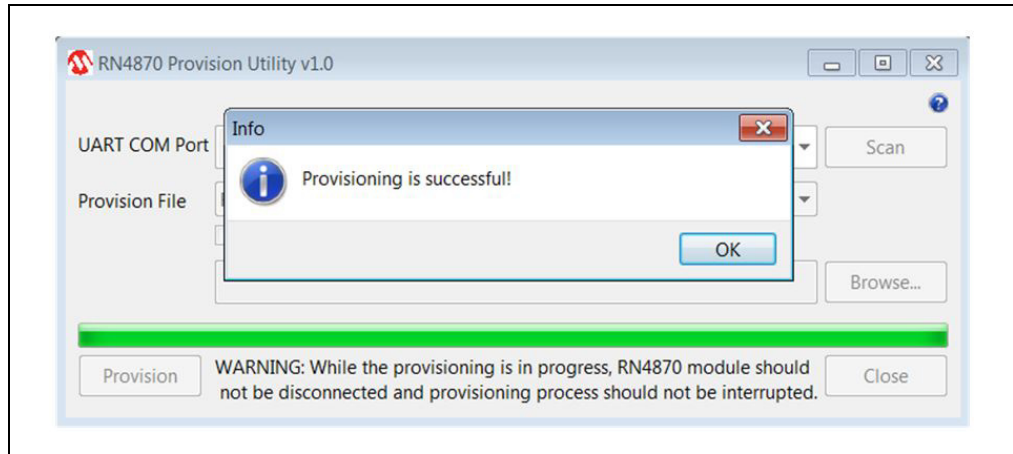 RN4870 Provision Utility v1.0
Info
UART COM Port
Scan
Provisioning is successful!
Provision File
OK
Browse...
Provision
WARNING: While the provisioning is in progress, RN4870 module should
not be disconnected and provisioning process should not be interrupted.
Close